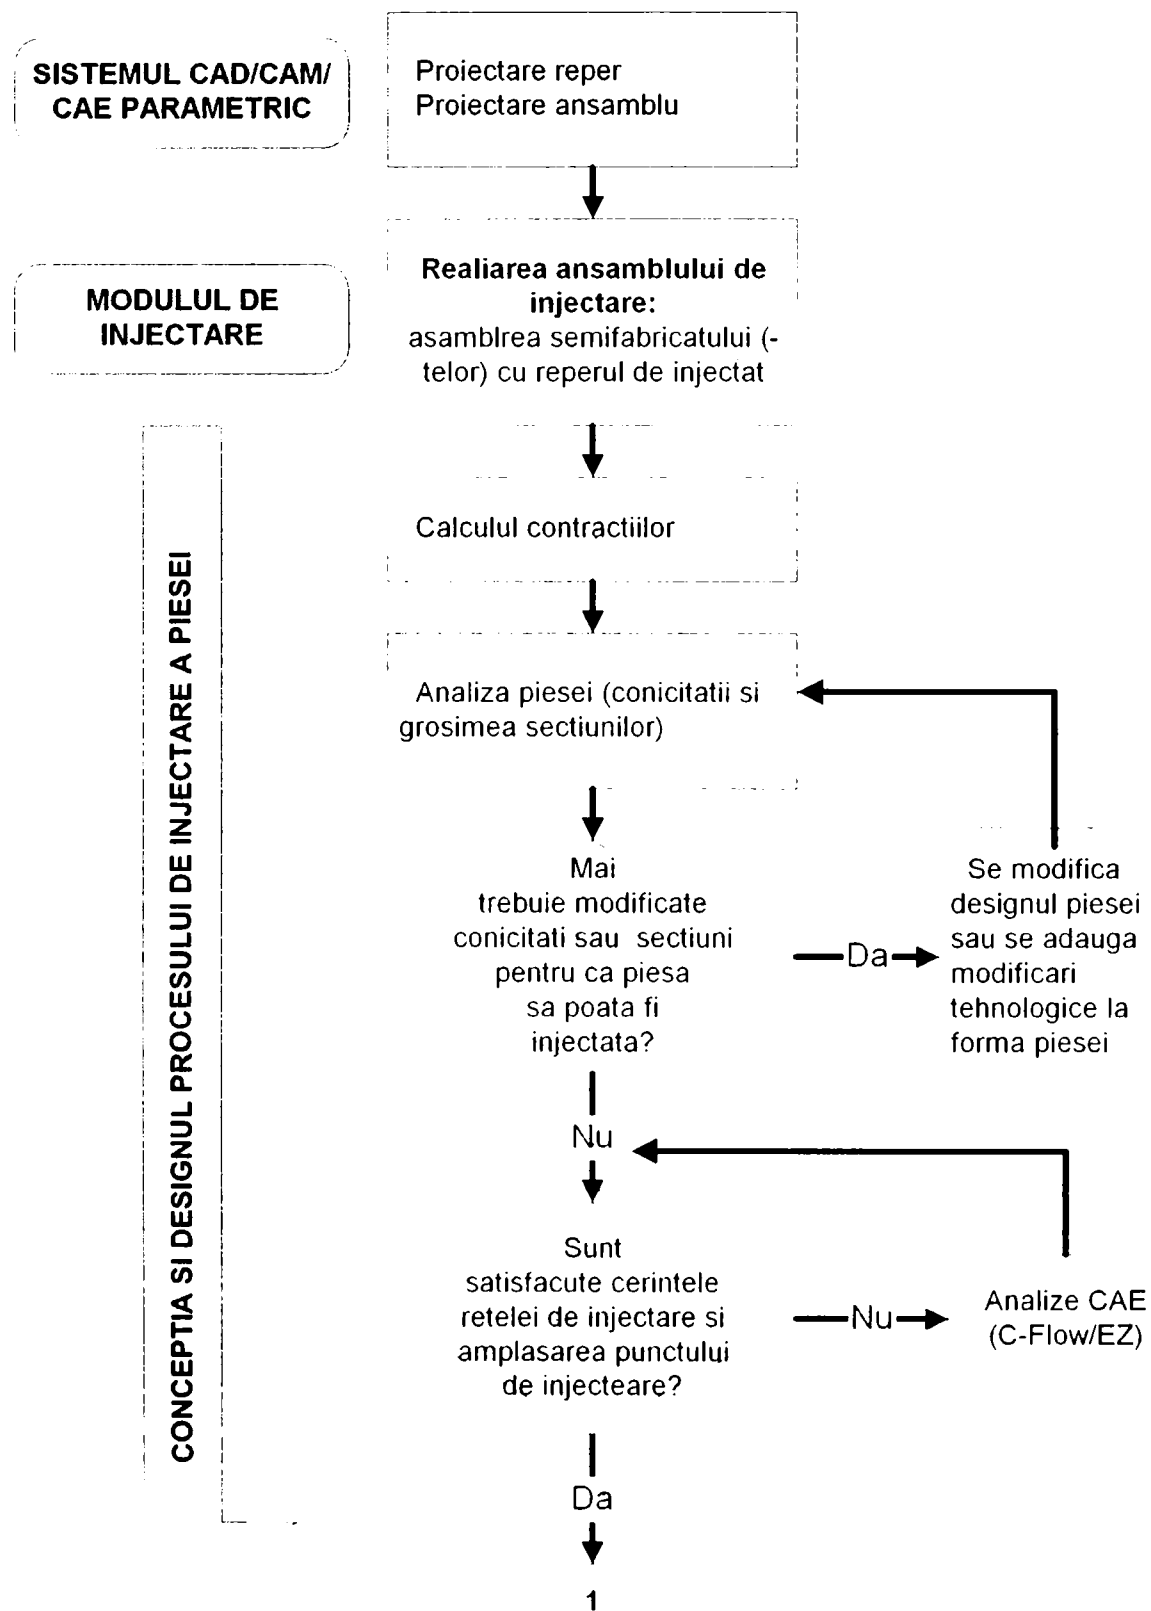 SISTEMUL CAD/CAM/
CAE PARAMETRIC
Proiectare reper
Proiectare ansamblu
MODULUL DE
INJECTARE
Realiarea ansamblului de
injectare:
asamblrea semifabricatului (-
telor) cu reperul de injectat
CONCEPTIA SI DESIGNUL PROCESULUI DE INJECTARE A PIESEI
Calculul contractiilor
Analiza piesei (conicitatii si
grosimea sectiunilor)
Mai
trebuie modificate
conicitati sau sectiuni
pentru ca piesa
sa poata fi
injectata?
Da
Se modifica
designul piesei
sau se adauga
modificari
tehnologice la
forma piesei
Nu
Sunt
satisfacute cerintele
retelei de injectare si
amplasarea punctului
de injecteare?
Nu
Analize CAE
(C-Flow/EZ)
Da
1